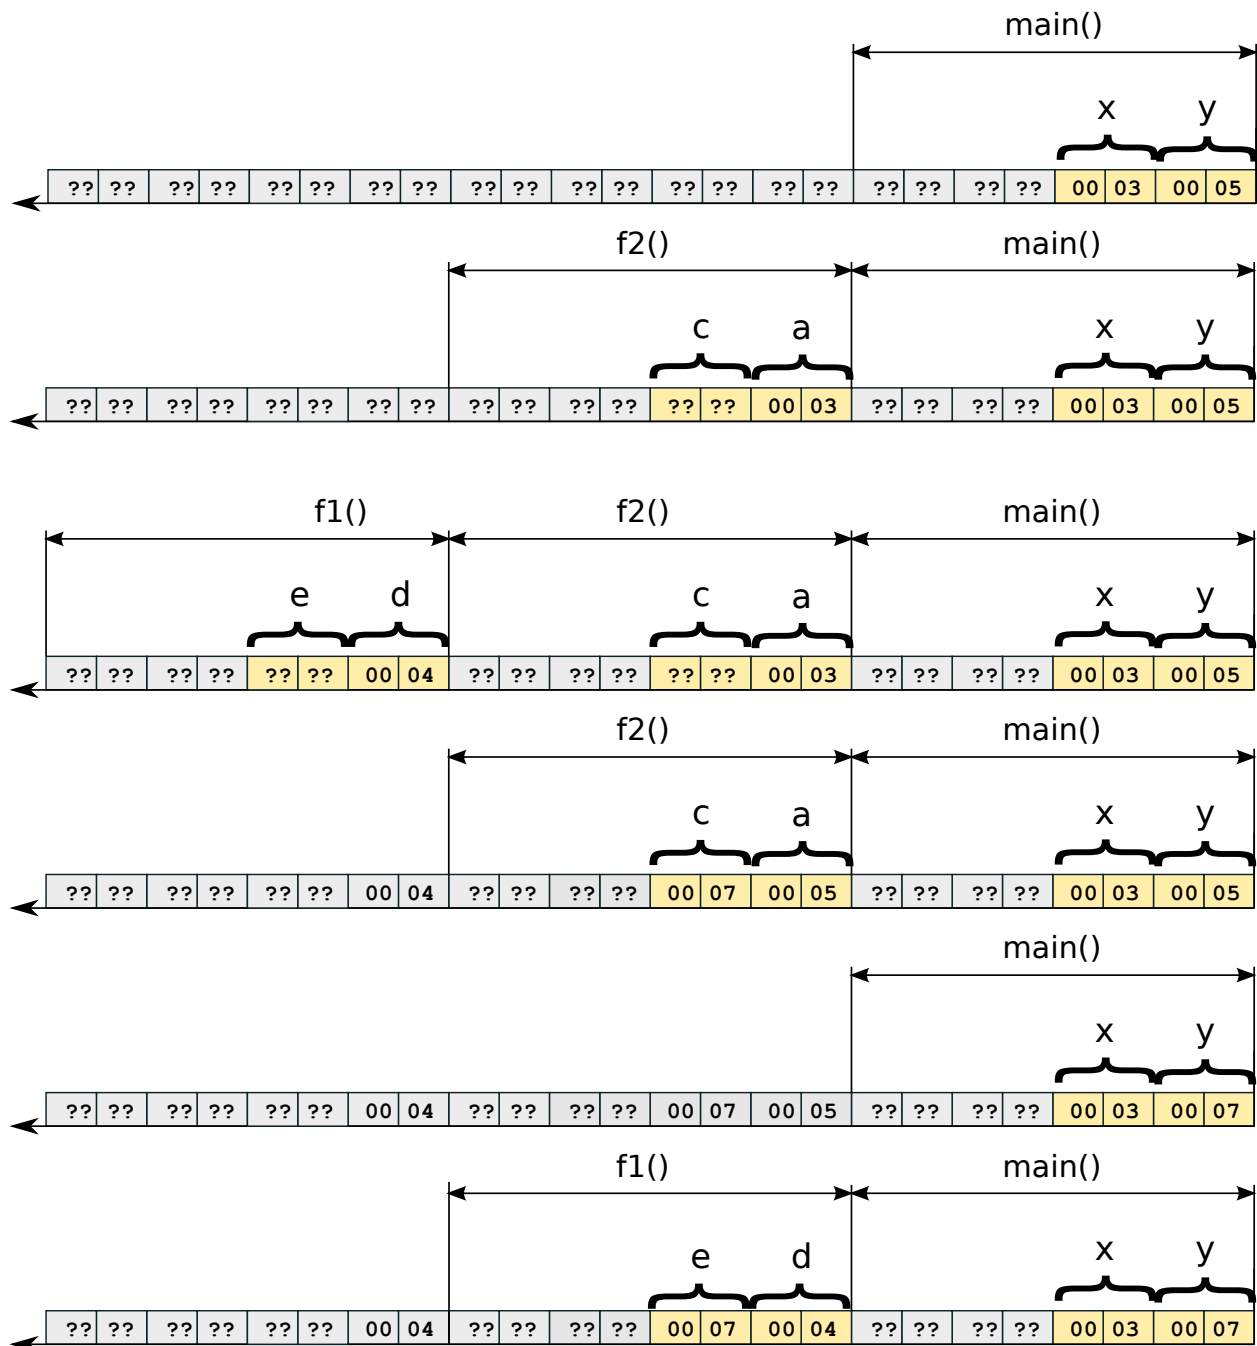 main()
x y
?? ?? ?? ?? ?? ?? ?? ?? ?? ?? ?? ?? ?? ?? ?? ?? ?? ?? ?? ?? 00 03 00 05
f2() main()
c a x y
?? ?? ?? ?? ?? ?? ?? ?? ?? ?? ?? ?? ?? ?? 00 03 ?? ?? ?? ?? 00 03 00 05
f1() f2() main()
e d c a x y
?? ?? ?? ?? ?? ?? 00 04 ?? ?? ?? ?? ?? ?? 00 03 ?? ?? ?? ?? 00 03 00 05
f2() main()
c a x y
?? ?? ?? ?? ?? ?? 00 04 ?? ?? ?? ?? 00 07 00 05 ?? ?? ?? ?? 00 03 00 05
main()
x y
?? ?? ?? ?? ?? ?? 00 04 ?? ?? ?? ?? 00 07 00 05 ?? ?? ?? ?? 00 03 00 07
f1() main()
e d x y
?? ?? ?? ?? ?? ?? 00 04 ?? ?? ?? ?? 00 07 00 04 ?? ?? ?? ?? 00 03 00 07